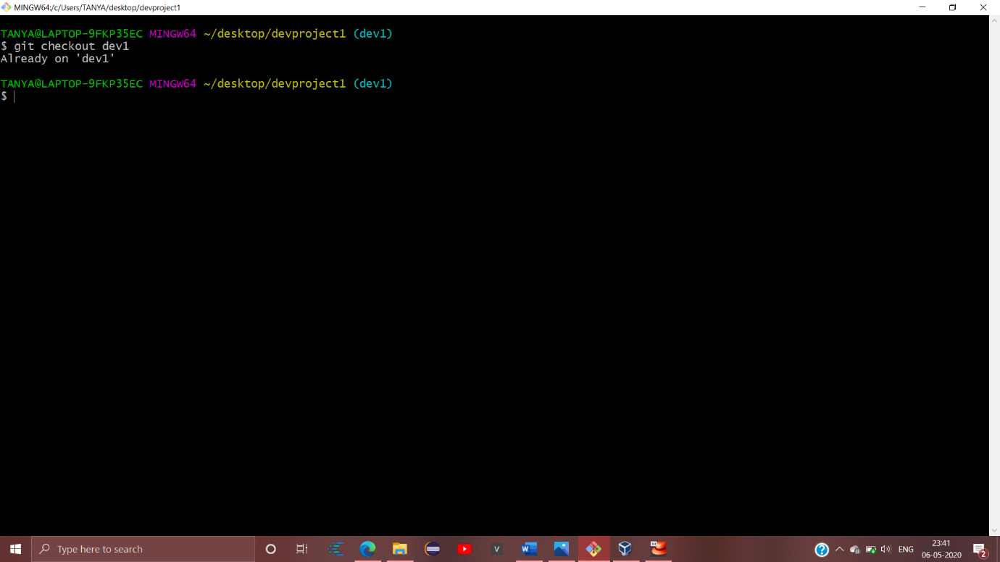 MINGW64:/c/Users/TANYA/desktop/devproject1
TANYA@LAPTOP-9FKP35EC MINGW64 ~/desktop/devproject1 (dev1)
$ git checkout dev1
Already on 'dev1'
TANYA@LAPTOP-9FKP35EC MINGW64 ~/desktop/devproject1 (dev1)
$
Type here to search
V
W
ENG
23:41
06-05-2020
2